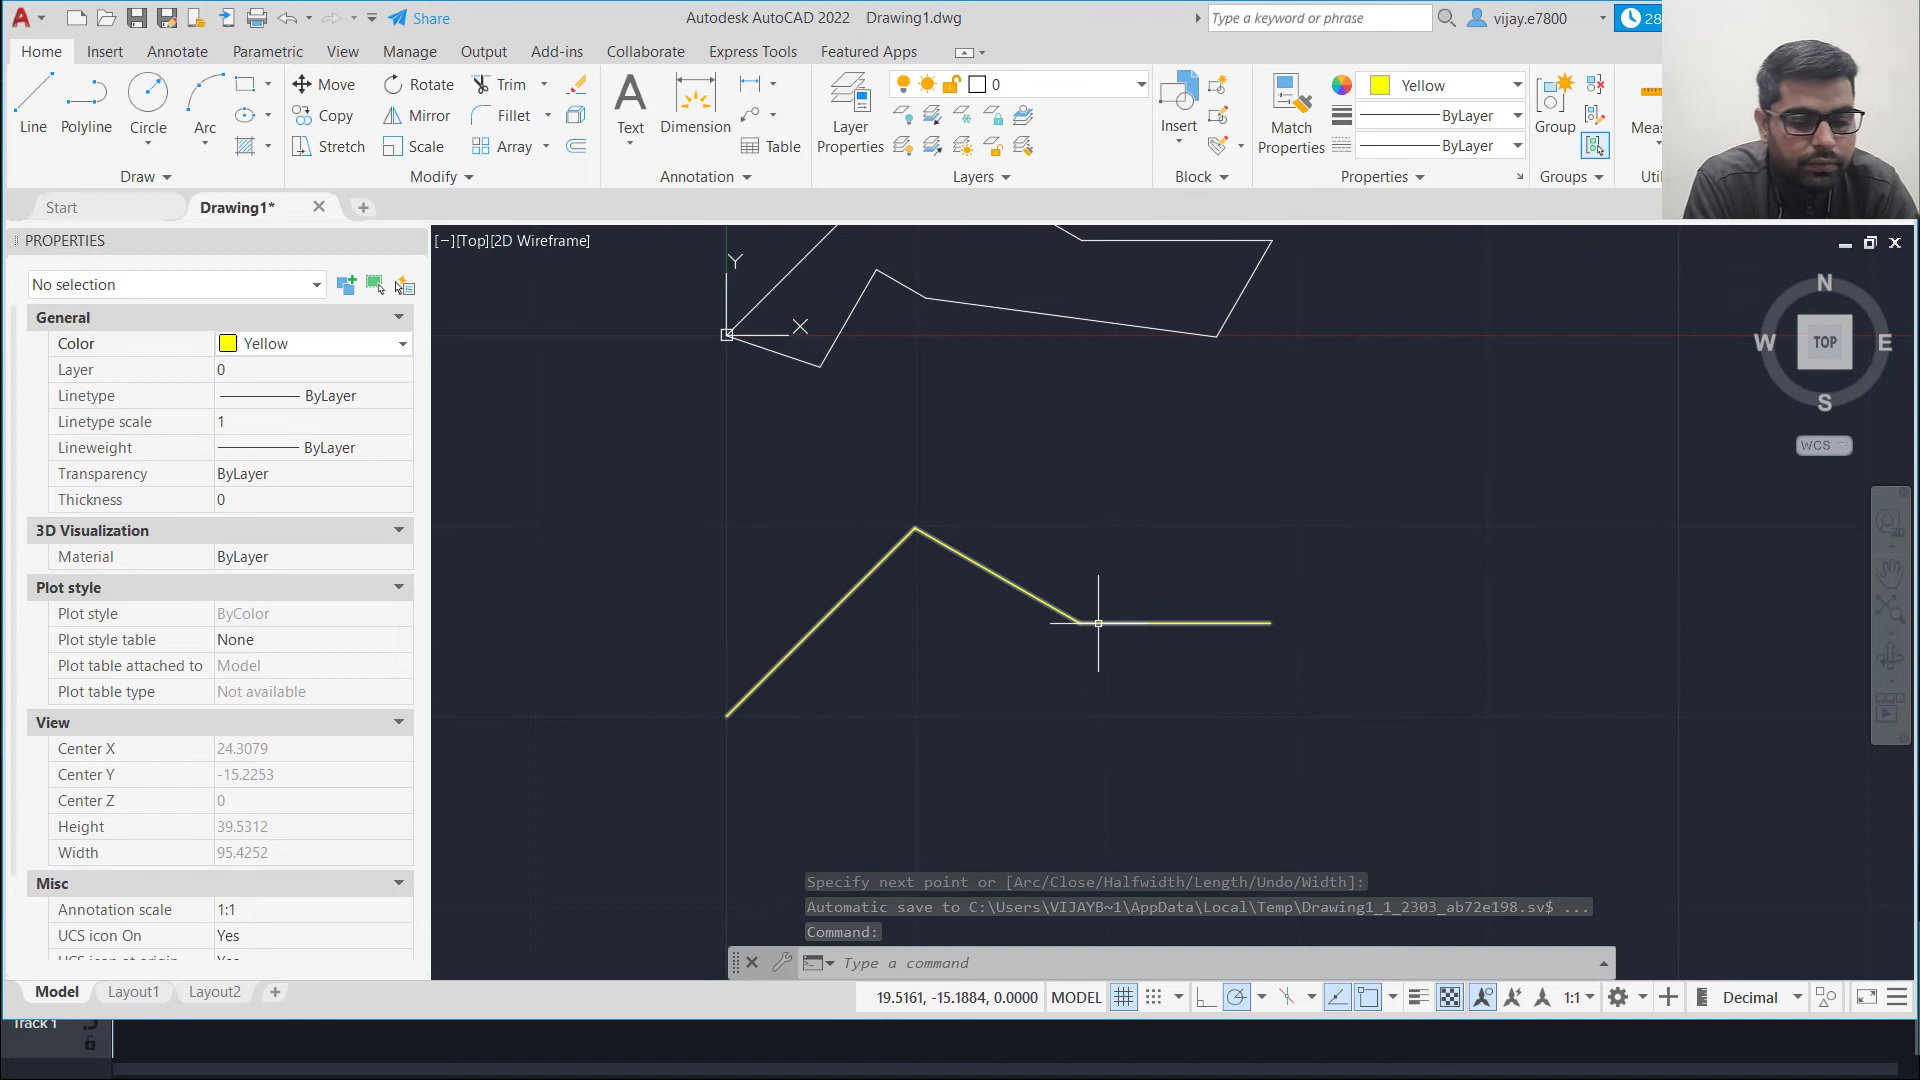 Share
Autodesk AutoCAD 2022 Drawing1.dwg
Type a keyword or phrase
vijay.e7800
28
Home Insert Annotate Parametric View Manage Output Add-ins Collaborate Express Tools Featured Apps
Line Polyline Circle Arc
Move Rotate Trim
Copy Mirror Fillet
Stretch Scale Array
Text Dimension Table
Layer Properties
0
Insert
Match Properties
Yellow
ByLayer
ByLayer
Group
Draw Modify Annotation Layers Block Properties Groups
Start Drawing1*
PROPERTIES
[−][Top][2D Wireframe]
No selection
General
Color Yellow
Layer 0
Linetype ByLayer
Linetype scale 1
Lineweight ByLayer
Transparency ByLayer
Thickness 0
3D Visualization
Material ByLayer
Plot style
Plot style ByColor
Plot style table None
Plot table attached to Model
Plot table type Not available
View
Center X 24.3079
Center Y -15.2253
Center Z 0
Height 39.5312
Width 95.4252
Misc
Annotation scale 1:1
UCS icon On Yes
Y
X
N
W TOP E
S
WCS
Specify next point or [Arc/Close/Halfwidth/Length/Undo/Width]:
Automatic save to C:\Users\VIJAYB~1\AppData\Local\Temp\Drawing1_1_2303_ab72e198.sv$ ...
Command:
Type a command
Model Layout1 Layout2
19.5161, -15.1884, 0.0000 MODEL
1:1
Decimal
Track 1